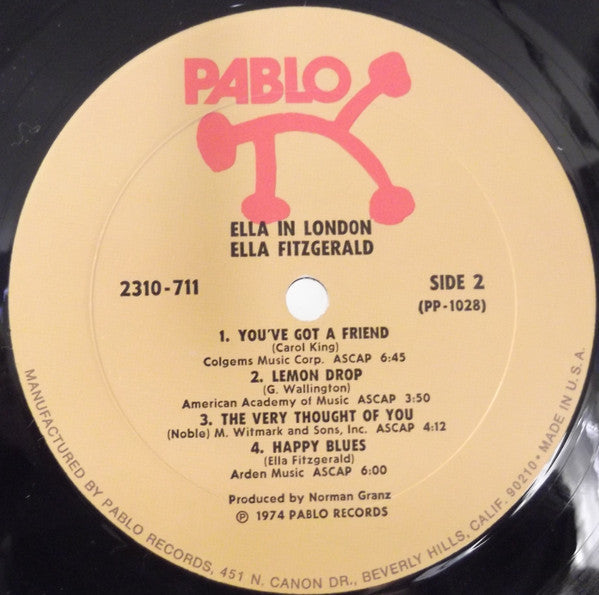 PABLO
ELLA IN LONDON
ELLA FITZGERALD
2310-711
SIDE 2
(PP-1028)
1. YOU'VE GOT A FRIEND
(Carol King)
Colgems Music Corp. ASCAP 6:45
2. LEMON DROP
(G. Wallington)
American Academy of Music ASCAP 3:50
3. THE VERY THOUGHT OF YOU
(Noble) M. Witmark and Sons, Inc. ASCAP 4:12
4. HAPPY BLUES
(Ella Fitzgerald)
Arden Music ASCAP 6:00
Produced by Norman Granz
℗ 1974 PABLO RECORDS
MANUFACTURED BY PABLO RECORDS, 451 N. CANON DR., BEVERLY HILLS, CALIF. 90210 • MADE IN U.S.A.